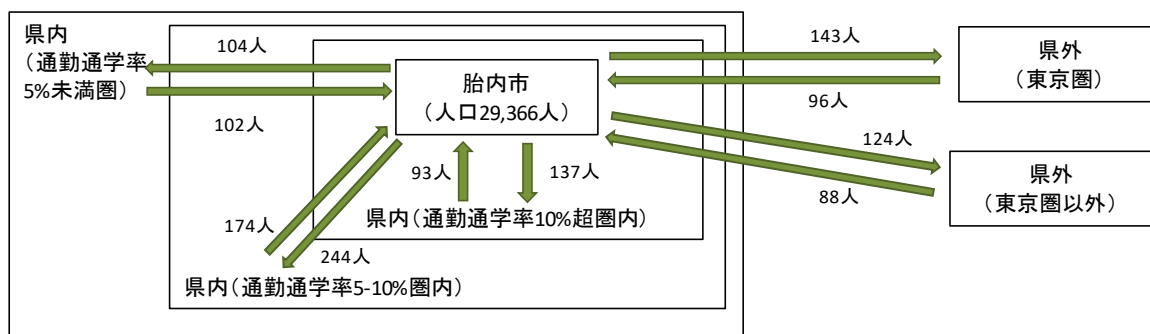 県内
（通勤通学率
5%未満圏）
104人
102人
胎内市
（人口29,366人）
143人
96人
県外
（東京圏）
124人
88人
県外
（東京圏以外）
93人
137人
県内（通勤通学率10%超圏内）
174人
244人
県内（通勤通学率5-10%圏内）